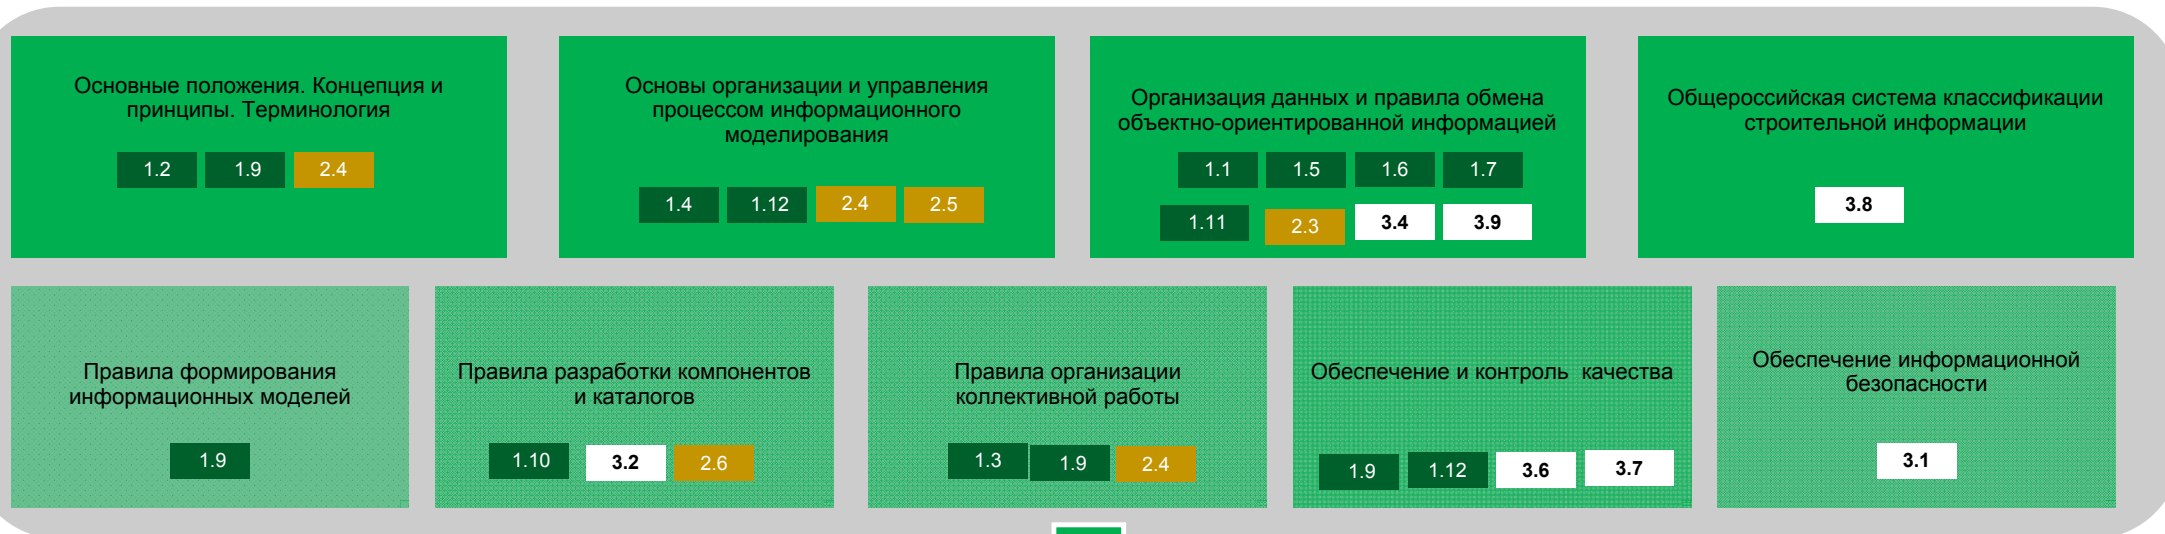 Основные положения. Концепция и
принципы. Терминология
1.2 1.9 2.4
Основы организации и управления
процессом информационного
моделирования
1.4 1.12 2.4 2.5
Организация данных и правила обмена
объектно-ориентированной информацией
1.1 1.5 1.6 1.7
1.11 2.3 3.4 3.9
Общероссийская система классификации
строительной информации
3.8
Правила формирования
информационных моделей
1.9
Правила разработки компонентов
и каталогов
1.10 3.2 2.6
Правила организации
коллективной работы
1.3 1.9 2.4
Обеспечение и контроль качества
1.9 1.12 3.6 3.7
Обеспечение информационной
безопасности
3.1